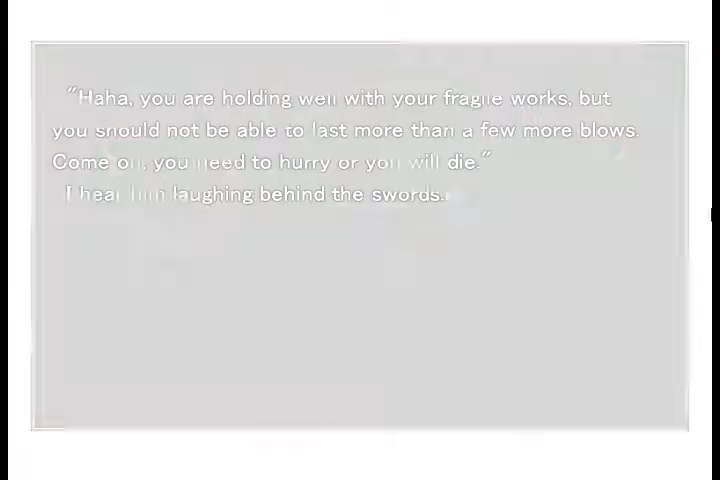 "Haha, you are holding well with your fragile works, but
you should not be able to last more than a few more blows.
Come on, you need to hurry or you will die."
I hear him laughing behind the swords.